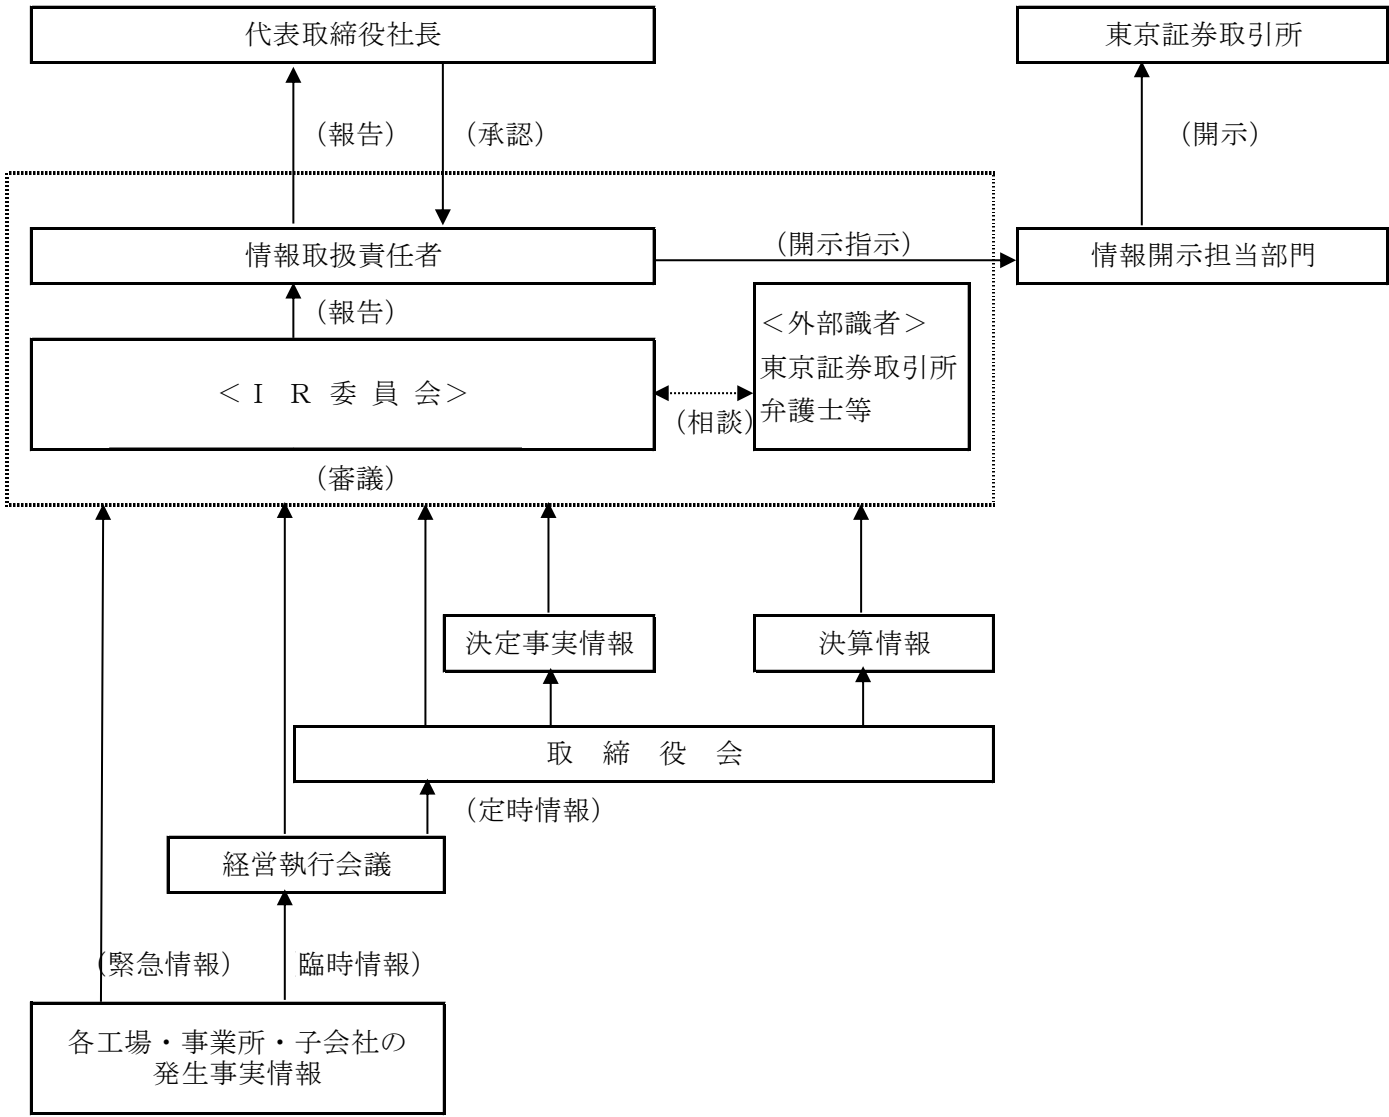 代表取締役社長
東京証券取引所
（報告）
（承認）
（開示）
情報取扱責任者
（開示指示）
情報開示担当部門
（報告）
＜外部識者＞
東京証券取引所
弁護士等
＜Ｉ Ｒ 委 員 会＞
（相談）
（審議）
決定事実情報
決算情報
取 締 役 会
（定時情報）
経営執行会議
（緊急情報）
臨時情報）
各工場・事業所・子会社の
発生事実情報